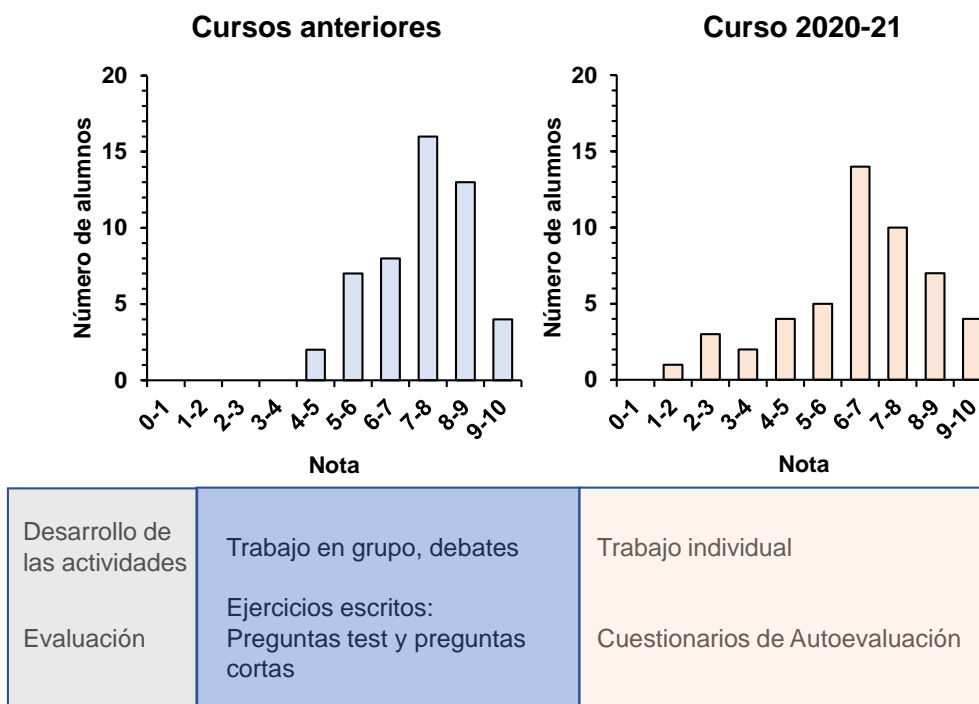 Cursos anteriores
Número de alumnos
20
15
10
5
0
0-1
1-2
2-3
3-4
4-5
5-6
6-7
7-8
8-9
9-10
Nota
Curso 2020-21
Número de alumnos
20
15
10
5
0
0-1
1-2
2-3
3-4
4-5
5-6
6-7
7-8
8-9
9-10
Nota
Desarrollo de
las actividades
Trabajo en grupo, debates
Trabajo individual
Evaluación
Ejercicios escritos:
Preguntas test y preguntas
cortas
Cuestionarios de Autoevaluación